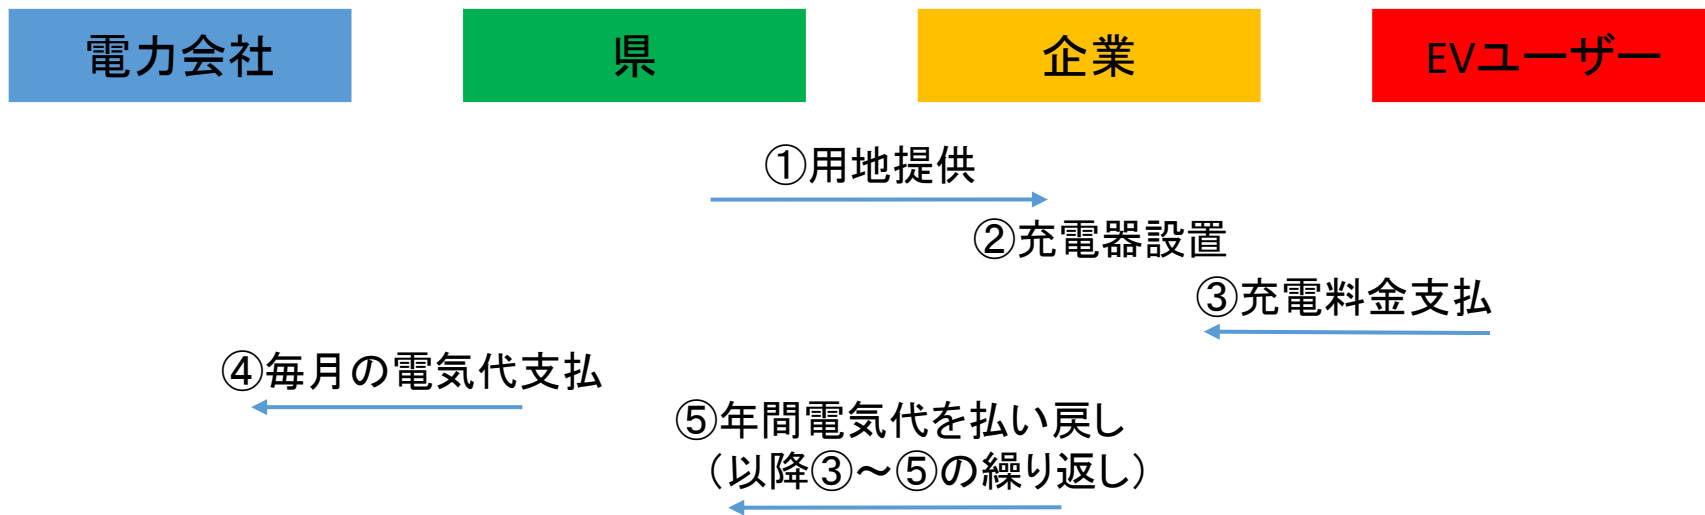 電力会社
県
企業
EVユーザー
①用地提供
②充電器設置
③充電料金支払
④毎月の電気代支払
⑤年間電気代を払い戻し
（以降③～⑤の繰り返し）